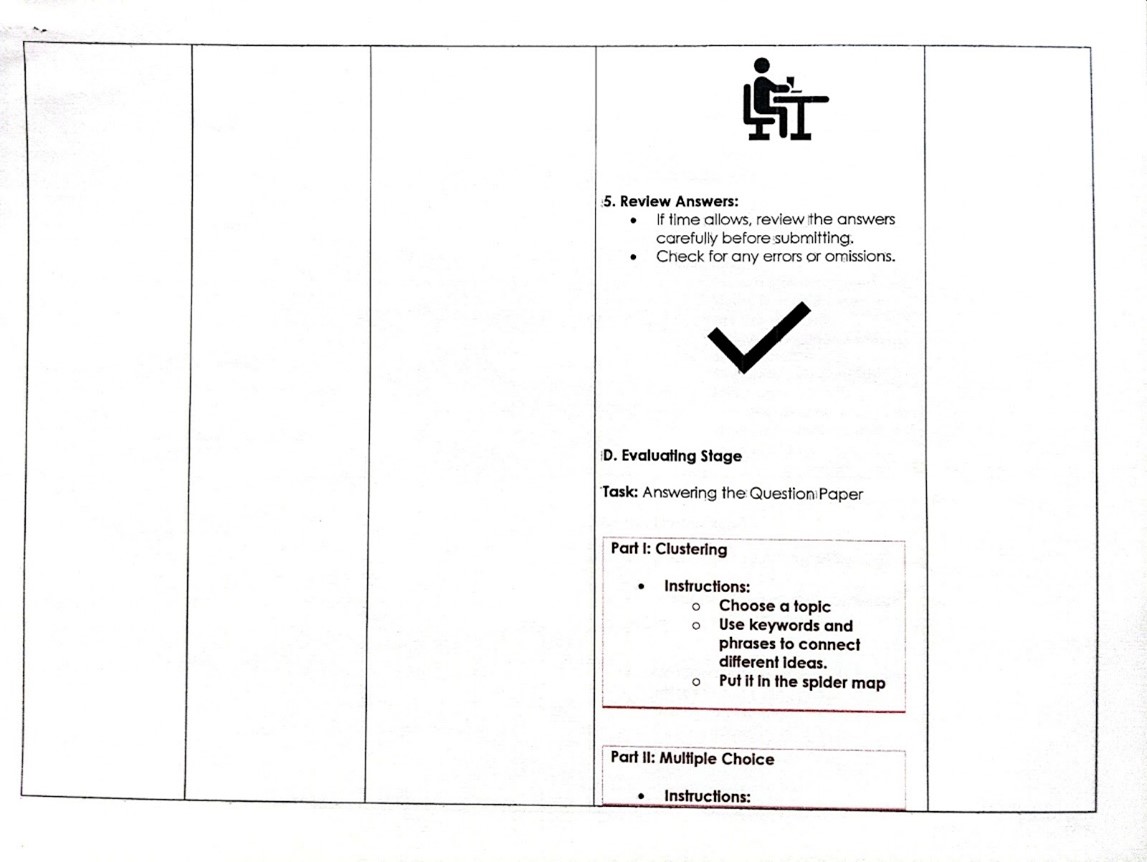 5. Review Answers:
• If time allows, review the answers
carefully before submitting.
• Check for any errors or omissions.
D. Evaluating Stage
Task: Answering the Question Paper
Part I: Clustering
• Instructions:
o Choose a topic
o Use keywords and
phrases to connect
different ideas.
o Put it in the spider map
Part II: Multiple Choice
• Instructions: